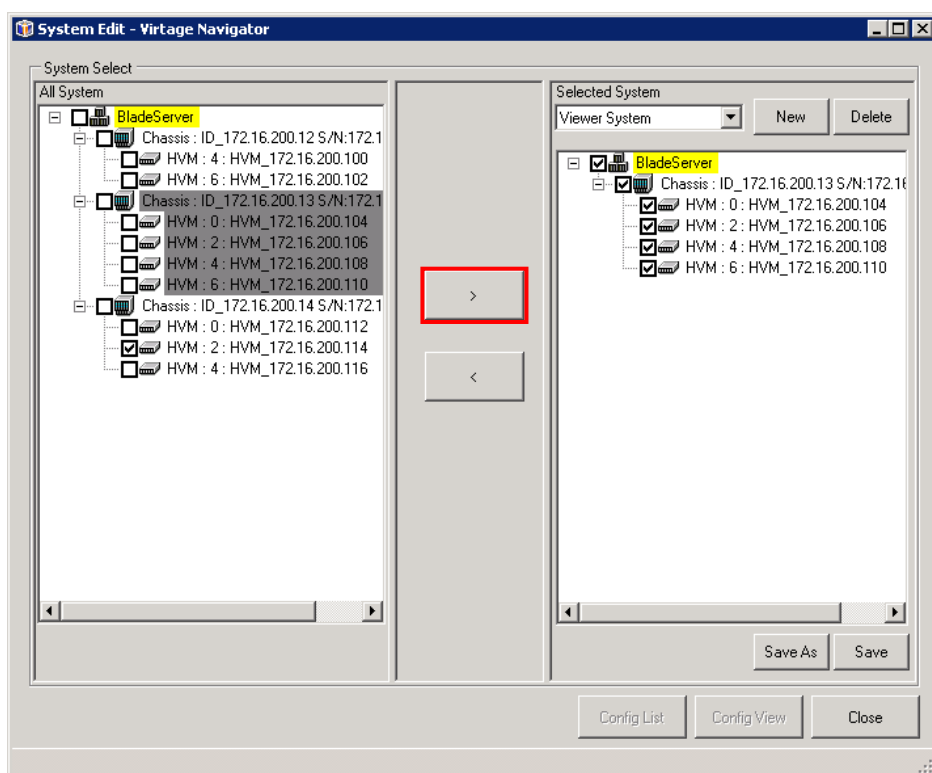 System Edit - Virtage Navigator
System Select
All System
BladeServer
Chassis : ID_172.16.200.12 S/N:172.1
HVM : 4 : HVM_172.16.200.100
HVM : 6 : HVM_172.16.200.102
Chassis : ID_172.16.200.13 S/N:172.1
HVM : 0 : HVM_172.16.200.104
HVM : 2 : HVM_172.16.200.106
HVM : 4 : HVM_172.16.200.108
HVM : 6 : HVM_172.16.200.110
Chassis : ID_172.16.200.14 S/N:172.1
HVM : 0 : HVM_172.16.200.112
HVM : 2 : HVM_172.16.200.114
HVM : 4 : HVM_172.16.200.116
>
<
Selected System
Viewer System
New
Delete
BladeServer
Chassis : ID_172.16.200.13 S/N:172.16
HVM : 0 : HVM_172.16.200.104
HVM : 2 : HVM_172.16.200.106
HVM : 4 : HVM_172.16.200.108
HVM : 6 : HVM_172.16.200.110
Save As
Save
Config List
Config View
Close